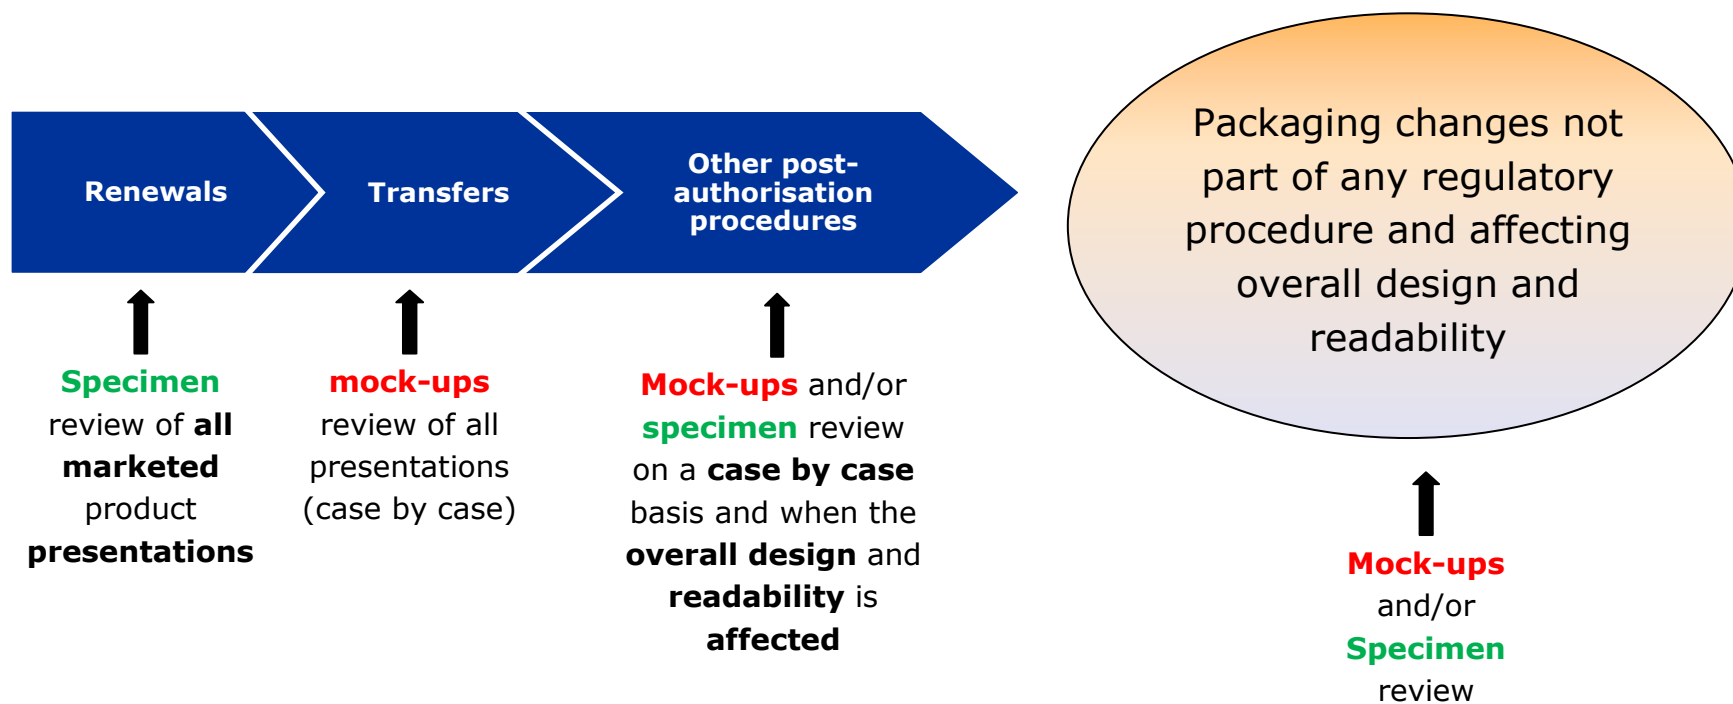 Renewals
Transfers
Other post-
authorisation
procedures
Specimen
review of all
marketed
product
presentations
mock-ups
review of all
presentations
(case by case)
Mock-ups and/or
specimen review
on a case by case
basis and when the
overall design and
readability is
affected
Packaging changes not
part of any regulatory
procedure and affecting
overall design and
readability
Mock-ups
and/or
Specimen
review